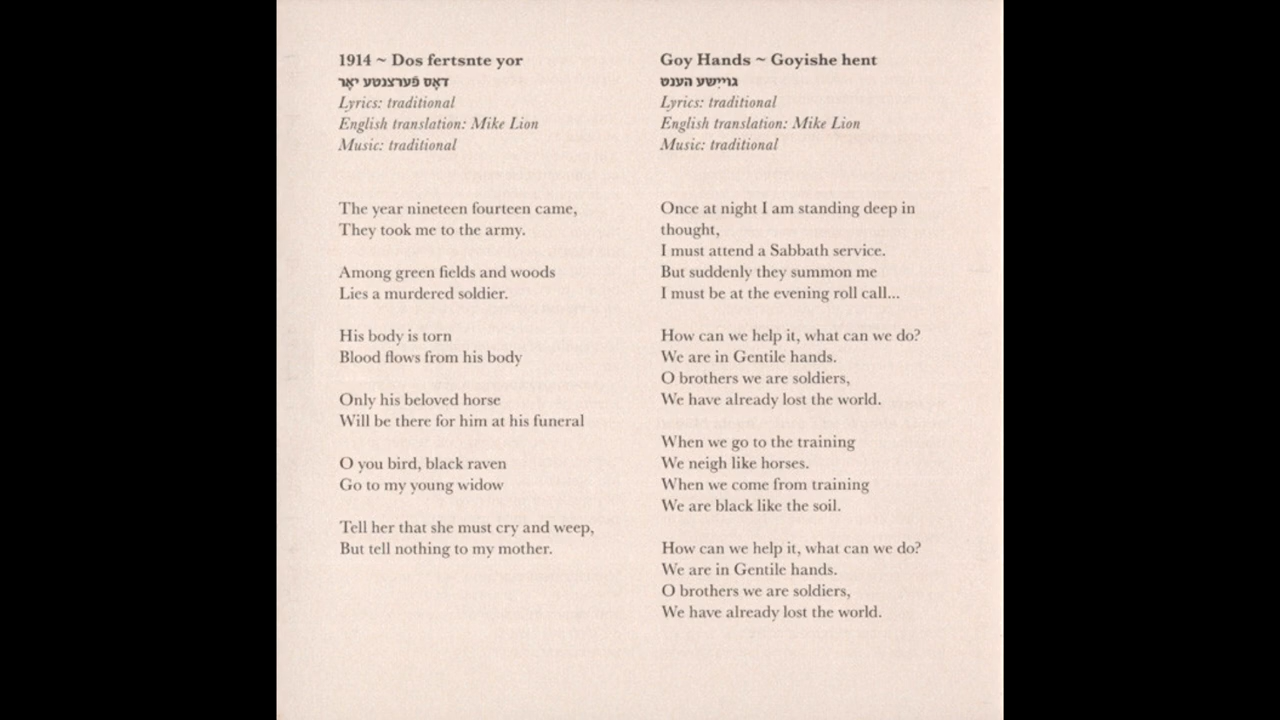 1914 ~ Dos fertsnte yor
דאָס פֿערצנטע יאָר
Lyrics: traditional
English translation: Mike Lion
Music: traditional
The year nineteen fourteen came,
They took me to the army.
Among green fields and woods
Lies a murdered soldier.
His body is torn
Blood flows from his body
Only his beloved horse
Will be there for him at his funeral
O you bird, black raven
Go to my young widow
Tell her that she must cry and weep,
But tell nothing to my mother.
Goy Hands ~ Goyishe hent
גוייִשע הענט
Lyrics: traditional
English translation: Mike Lion
Music: traditional
Once at night I am standing deep in
thought,
I must attend a Sabbath service.
But suddenly they summon me
I must be at the evening roll call...
How can we help it, what can we do?
We are in Gentile hands.
O brothers we are soldiers,
We have already lost the world.
When we go to the training
We neigh like horses.
When we come from training
We are black like the soil.
How can we help it, what can we do?
We are in Gentile hands.
O brothers we are soldiers,
We have already lost the world.